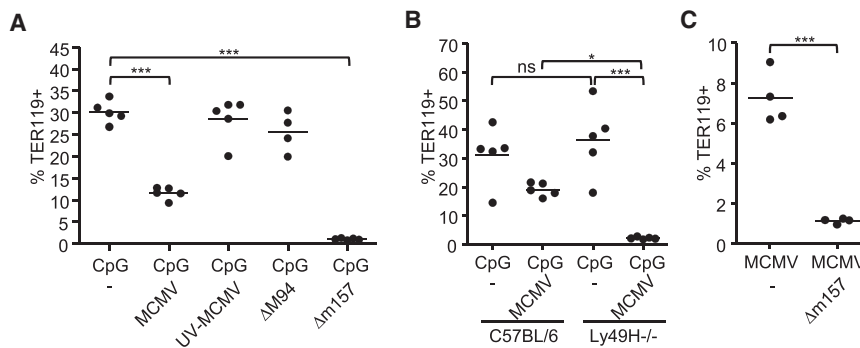 A
% TER119+
45
40
35
30
25
20
15
10
5
0
***
***
CpG CpG CpG CpG CpG
- MCMV UV-MCMV ΔM94 Δm157
B
% TER119+
70
60
50
40
30
20
10
0
*
ns ***
CpG CpG CpG CpG
- MCMV - MCMV
C57BL/6 Ly49H-/-
C
% TER119+
10
8
6
4
2
0
***
MCMV MCMV
- Δm157